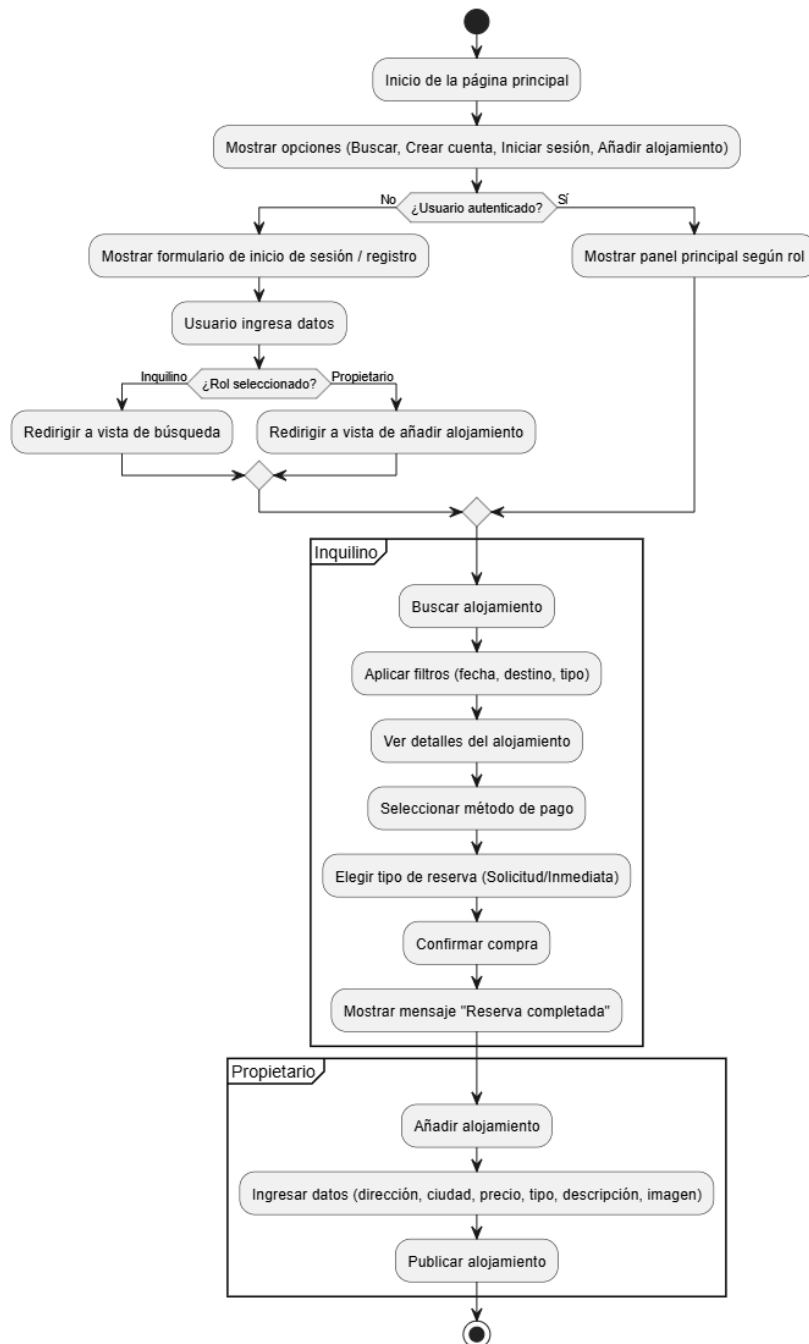 Inicio de la página principal
Mostrar opciones (Buscar, Crear cuenta, Iniciar sesión, Añadir alojamiento)
No
¿Usuario autenticado?
Sí
Mostrar formulario de inicio de sesión / registro
Mostrar panel principal según rol
Usuario ingresa datos
Inquilino
¿Rol seleccionado?
Propietario
Redirigir a vista de búsqueda
Redirigir a vista de añadir alojamiento
Inquilino
Buscar alojamiento
Aplicar filtros (fecha, destino, tipo)
Ver detalles del alojamiento
Seleccionar método de pago
Elegir tipo de reserva (Solicitud/Inmediata)
Confirmar compra
Mostrar mensaje "Reserva completada"
Propietario
Añadir alojamiento
Ingresar datos (dirección, ciudad, precio, tipo, descripción, imagen)
Publicar alojamiento